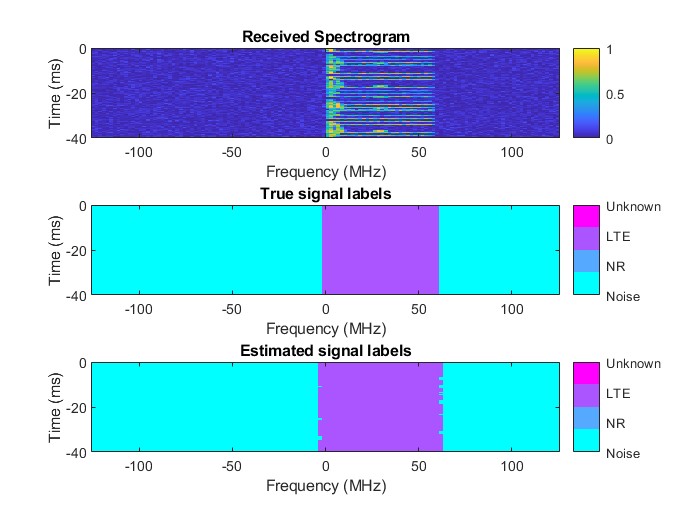 Received Spectrogram
0
-20
-40
Time (ms)
-100
-50
0
50
100
Frequency (MHz)
1
0.5
0
True signal labels
0
-20
-40
Time (ms)
-100
-50
0
50
100
Frequency (MHz)
Unknown
LTE
NR
Noise
Estimated signal labels
0
-20
-40
Time (ms)
-100
-50
0
50
100
Frequency (MHz)
Unknown
LTE
NR
Noise